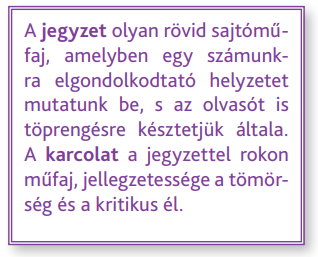 A jegyzet olyan rövid sajtómű-
faj, amelyben egy számunk-
ra elgondolkodtató helyzetet
mutatunk be, s az olvasót is
töprengésre késztetjük általa.
A karcolat a jegyzettel rokon
műfaj, jellegzetessége a tömör-
ség és a kritikus él.